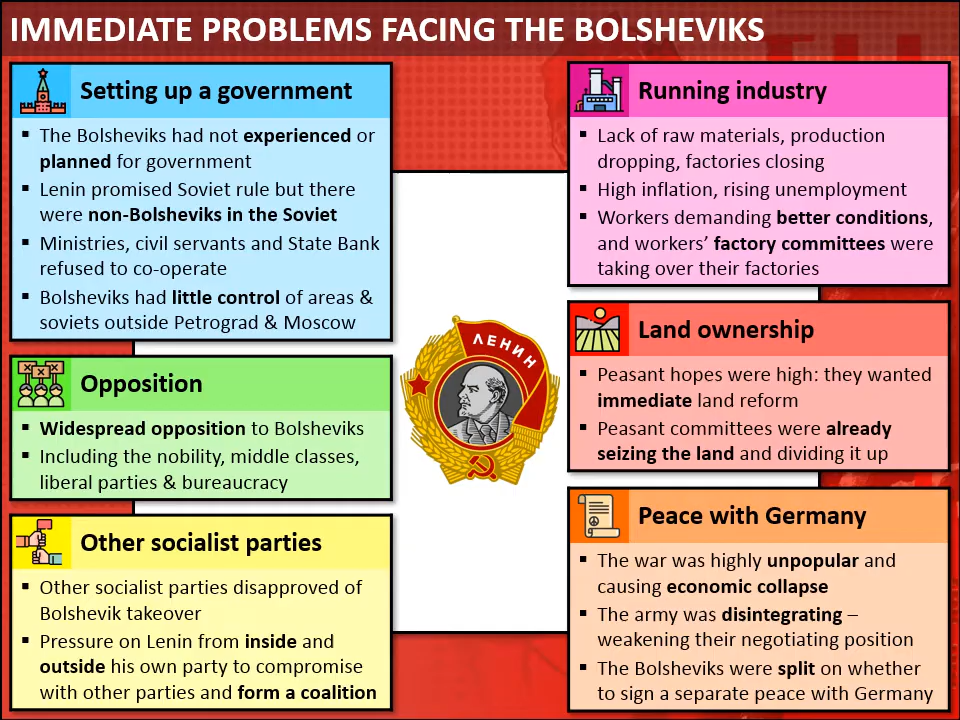 IMMEDIATE PROBLEMS FACING THE BOLSHEVIKS
Setting up a government
▪ The Bolsheviks had not experienced or
planned for government
▪ Lenin promised Soviet rule but there
were non-Bolsheviks in the Soviet
▪ Ministries, civil servants and State Bank
refused to co-operate
▪ Bolsheviks had little control of areas &
soviets outside Petrograd & Moscow
Opposition
▪ Widespread opposition to Bolsheviks
▪ Including the nobility, middle classes,
liberal parties & bureaucracy
Other socialist parties
▪ Other socialist parties disapproved of
Bolshevik takeover
▪ Pressure on Lenin from inside and
outside his own party to compromise
with other parties and form a coalition
ЛЕНИН
Running industry
▪ Lack of raw materials, production
dropping, factories closing
▪ High inflation, rising unemployment
▪ Workers demanding better conditions,
and workers’ factory committees were
taking over their factories
Land ownership
▪ Peasant hopes were high: they wanted
immediate land reform
▪ Peasant committees were already
seizing the land and dividing it up
Peace with Germany
▪ The war was highly unpopular and
causing economic collapse
▪ The army was disintegrating –
weakening their negotiating position
▪ The Bolsheviks were split on whether
to sign a separate peace with Germany